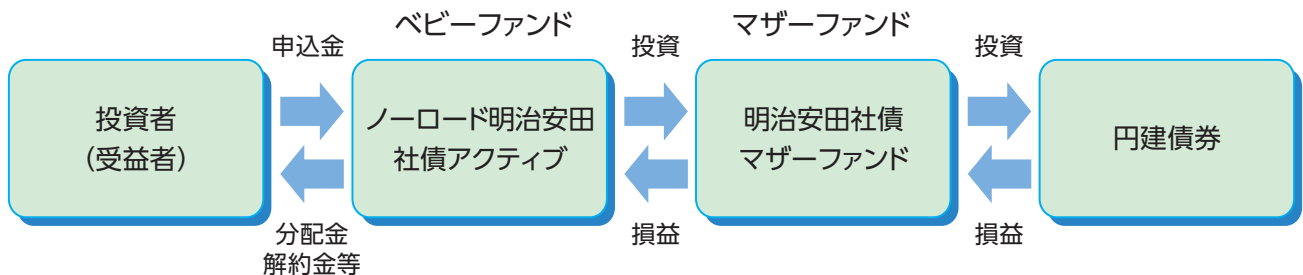 ベビーファンド
マザーファンド
申込金
投資
投資
投資者
(受益者)
ノーロード明治安田
社債アクティブ
明治安田社債
マザーファンド
円建債券
分配金
解約金等
損益
損益